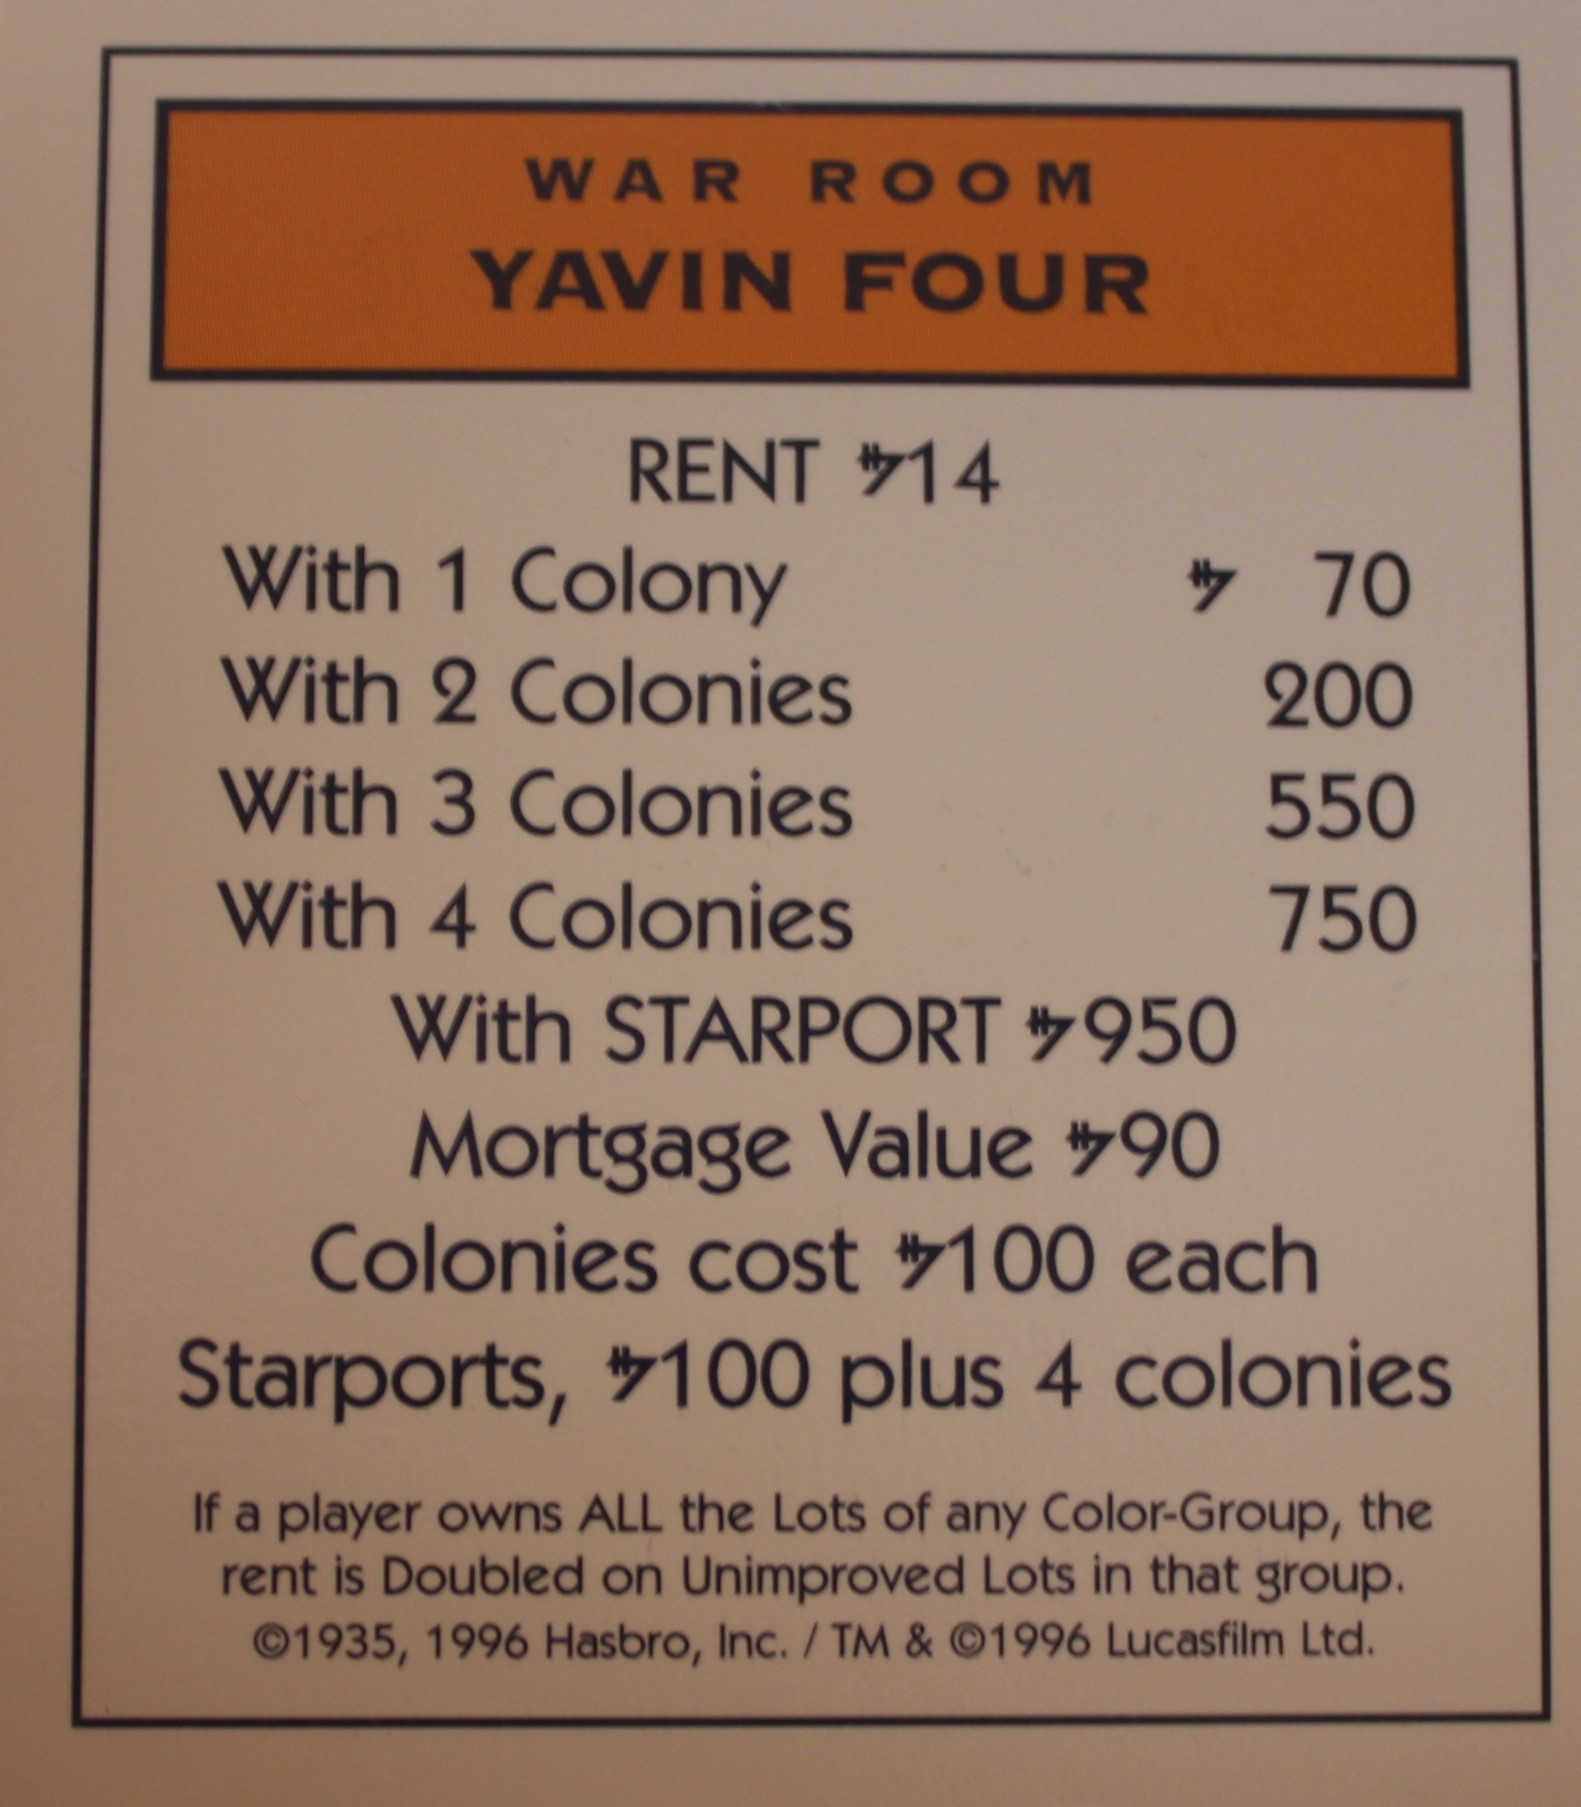 WAR ROOM
YAVIN FOUR
RENT 14
With 1 Colony 70
With 2 Colonies 200
With 3 Colonies 550
With 4 Colonies 750
With STARPORT 950
Mortgage Value 90
Colonies cost 100 each
Starports, 100 plus 4 colonies
If a player owns ALL the Lots of any Color-Group, the
rent is Doubled on Unimproved Lots in that group.
©1935, 1996 Hasbro, Inc. / TM & ©1996 Lucasfilm Ltd.